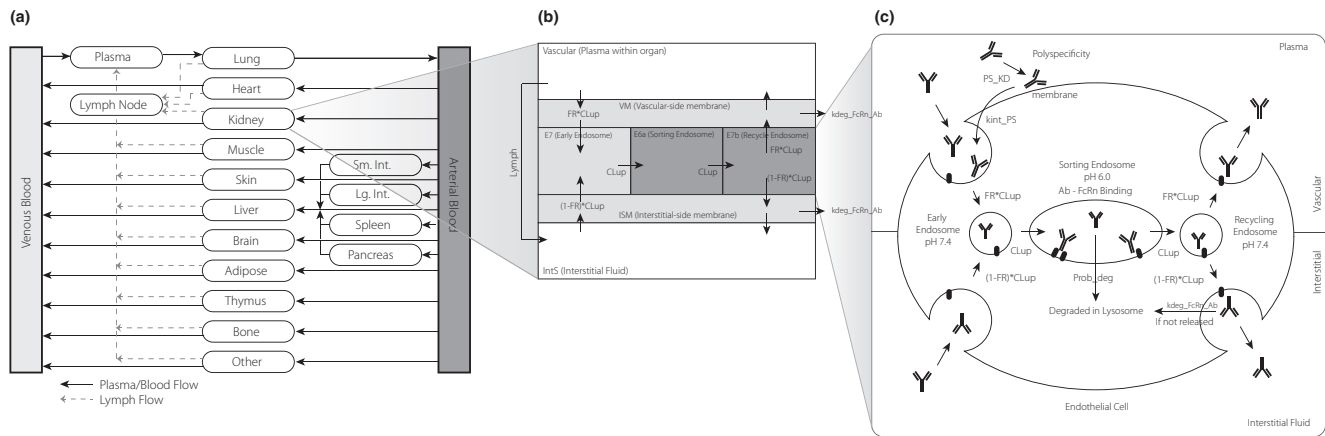 (a)
Venous Blood
Plasma
Lymph Node
Lung
Heart
Kidney
Muscle
Skin
Liver
Brain
Adipose
Thymus
Bone
Other
Sm. Int.
Lg. Int.
Spleen
Pancreas
Arterial Blood
Plasma/Blood Flow
Lymph Flow
(b)
Vascular (Plasma within organ)
VM (Vascular-side membrane)
FR*CLup
kdeg_FcRn_Ab
E7 (Early Endosome)
E6a (Sorting Endosome)
E7b (Recycle Endosome)
FR*CLup
CLup
CLup
(1-FR)*CLup
Lymph
(1-FR)*CLup
ISM (Interstitial-side membrane)
kdeg_FcRn_Ab
IntS (Interstitial Fluid)
(c)
Plasma
Polyspecificity
PS_KD
membrane
kint_PS
Sorting Endosome
pH 6.0
Ab - FcRn Binding
FR*CLup
FR*CLup
Early
Endosome
pH 7.4
Recycling
Endosome
pH 7.4
CLup
CLup
(1-FR)*CLup
Prob_deg
(1-FR)*CLup
Degraded in Lysosome
kdeg_FcRn_Ab
If not released
Vascular
Interstitial
Endothelial Cell
Interstitial Fluid